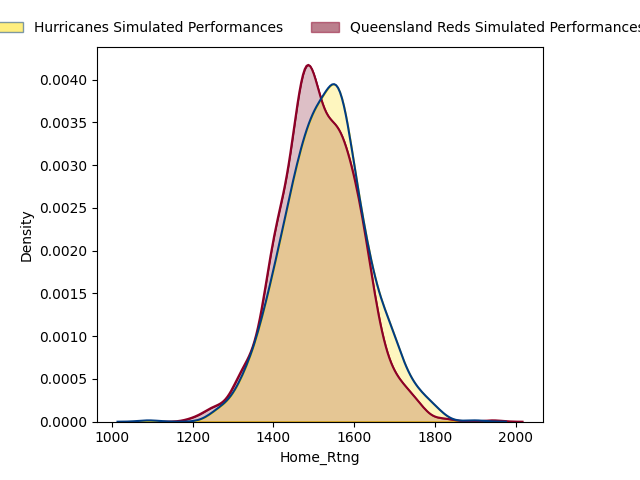 Hurricanes Simulated Performances
Queensland Reds Simulated Performances
0.0040
0.0035
0.0030
0.0025
0.0020
0.0015
0.0010
0.0005
0.0000
Density
1000 1200 1400 1600 1800 2000
Home_Rtng